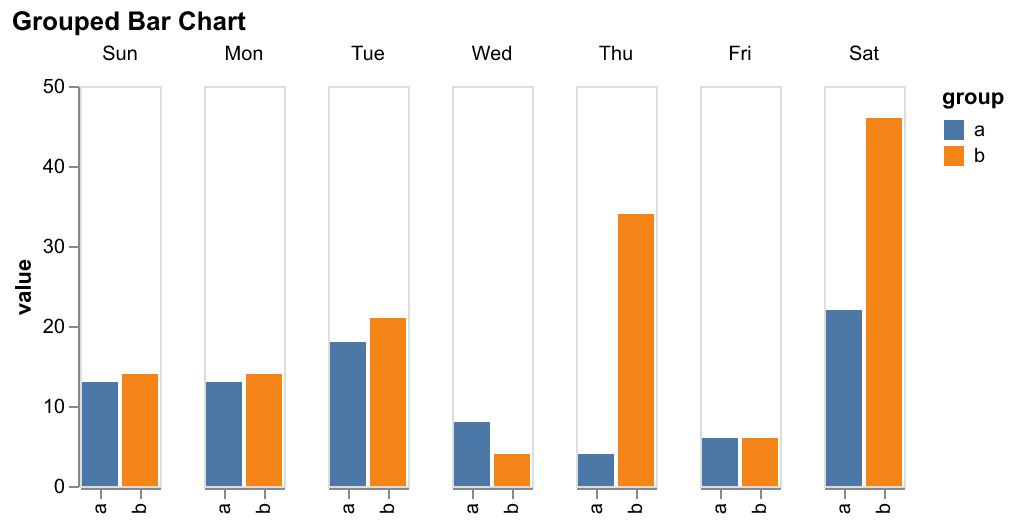 Grouped Bar Chart
Sun Mon Tue Wed Thu Fri Sat
50
40
30
20
10
0
value
a b a b a b a b a b a b a b
group
a
b